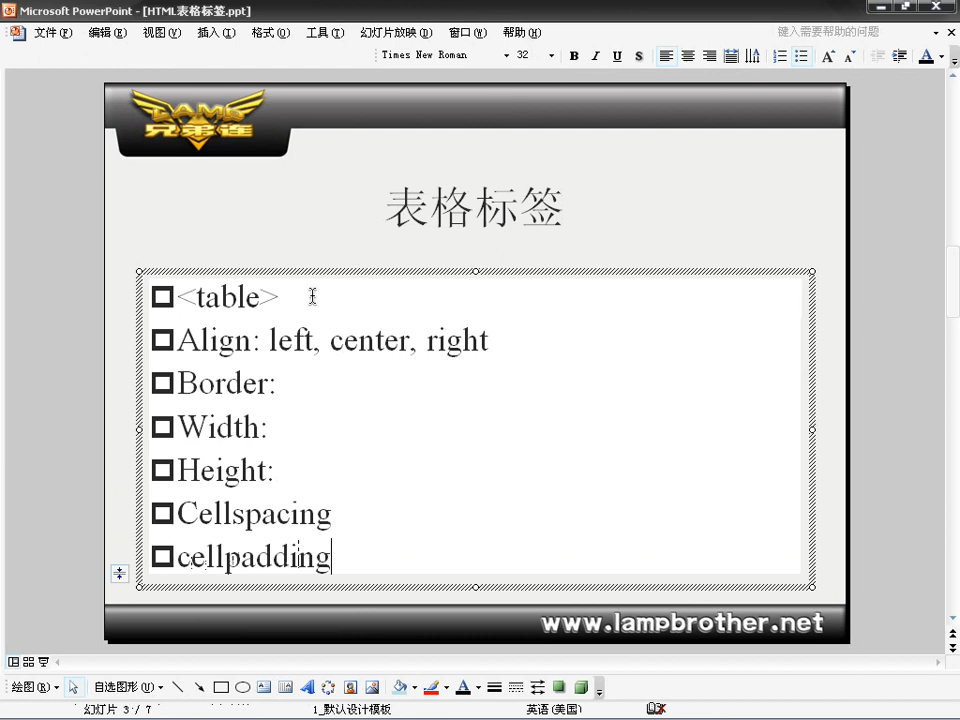 Microsoft PowerPoint - [HTML表格标签.ppt]
文件(F) 编辑(E) 视图(V) 插入(I) 格式(O) 工具(T) 幻灯片放映(D) 窗口(W) 帮助(H) 键入需要帮助的问题
Times New Roman 32 B I U S A A A
LAMP
兄弟连
表格标签
<table>
Align: left, center, right
Border:
Width:
Height:
Cellspacing
cellpadding
www.lampbrother.net
绘图(R) 自选图形(U) A A
幻灯片 3 / 7 1_默认设计模板 英语(美国)